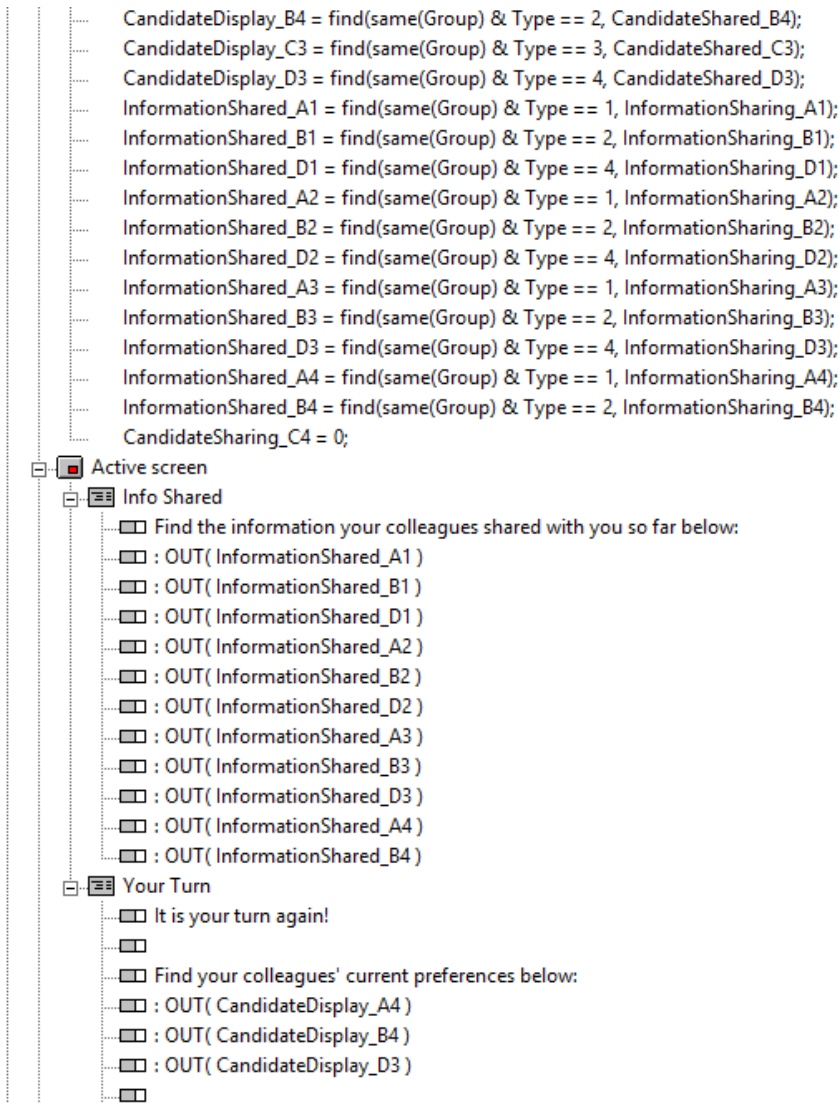 CandidateDisplay_B4 = find(same(Group) & Type == 2, CandidateShared_B4);
CandidateDisplay_C3 = find(same(Group) & Type == 3, CandidateShared_C3);
CandidateDisplay_D3 = find(same(Group) & Type == 4, CandidateShared_D3);
InformationShared_A1 = find(same(Group) & Type == 1, InformationSharing_A1);
InformationShared_B1 = find(same(Group) & Type == 2, InformationSharing_B1);
InformationShared_D1 = find(same(Group) & Type == 4, InformationSharing_D1);
InformationShared_A2 = find(same(Group) & Type == 1, InformationSharing_A2);
InformationShared_B2 = find(same(Group) & Type == 2, InformationSharing_B2);
InformationShared_D2 = find(same(Group) & Type == 4, InformationSharing_D2);
InformationShared_A3 = find(same(Group) & Type == 1, InformationSharing_A3);
InformationShared_B3 = find(same(Group) & Type == 2, InformationSharing_B3);
InformationShared_D3 = find(same(Group) & Type == 4, InformationSharing_D3);
InformationShared_A4 = find(same(Group) & Type == 1, InformationSharing_A4);
InformationShared_B4 = find(same(Group) & Type == 2, InformationSharing_B4);
CandidateSharing_C4 = 0;
Active screen
Info Shared
Find the information your colleagues shared with you so far below:
: OUT( InformationShared_A1 )
: OUT( InformationShared_B1 )
: OUT( InformationShared_D1 )
: OUT( InformationShared_A2 )
: OUT( InformationShared_B2 )
: OUT( InformationShared_D2 )
: OUT( InformationShared_A3 )
: OUT( InformationShared_B3 )
: OUT( InformationShared_D3 )
: OUT( InformationShared_A4 )
: OUT( InformationShared_B4 )
Your Turn
It is your turn again!
Find your colleagues' current preferences below:
: OUT( CandidateDisplay_A4 )
: OUT( CandidateDisplay_B4 )
: OUT( CandidateDisplay_D3 )